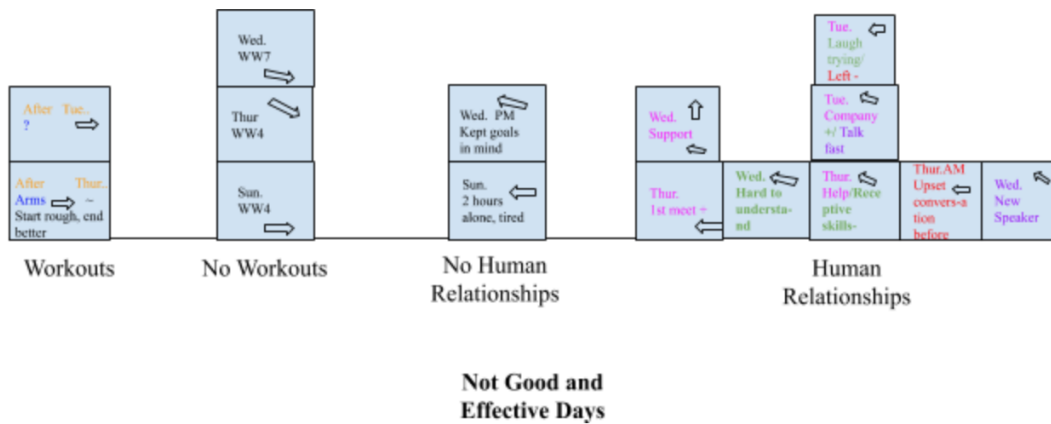 After Tue..
?
After Thur..
Arms ~
Start rough, end
better
Wed.
WW7
Thur
WW4
Sun.
WW4
Wed. PM
Kept goals
in mind
Sun.
2 hours
alone, tired
Wed.
Support
Thur.
1st meet +
Wed.
Hard to
understa-
nd
Tue.
Laugh
trying/
Left -
Tue.
Company
+/ Talk
fast
Thur.
Help/Rece
ptive
skills-
Thur.AM
Upset
convers-a
tion
before
Wed.
New
Speaker
Workouts
No Workouts
No Human
Relationships
Human
Relationships
Not Good and
Effective Days